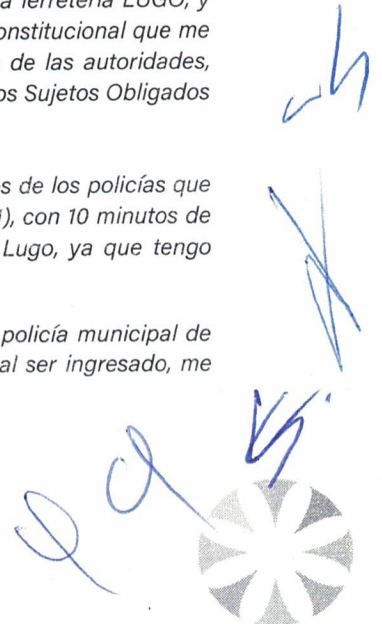 LUGO, y
onstitucional que me
de las autoridades,
os Sujetos Obligados
s de los policías que
), con 10 minutos de
Lugo, ya que tengo
policía municipal de
al ser ingresado, me